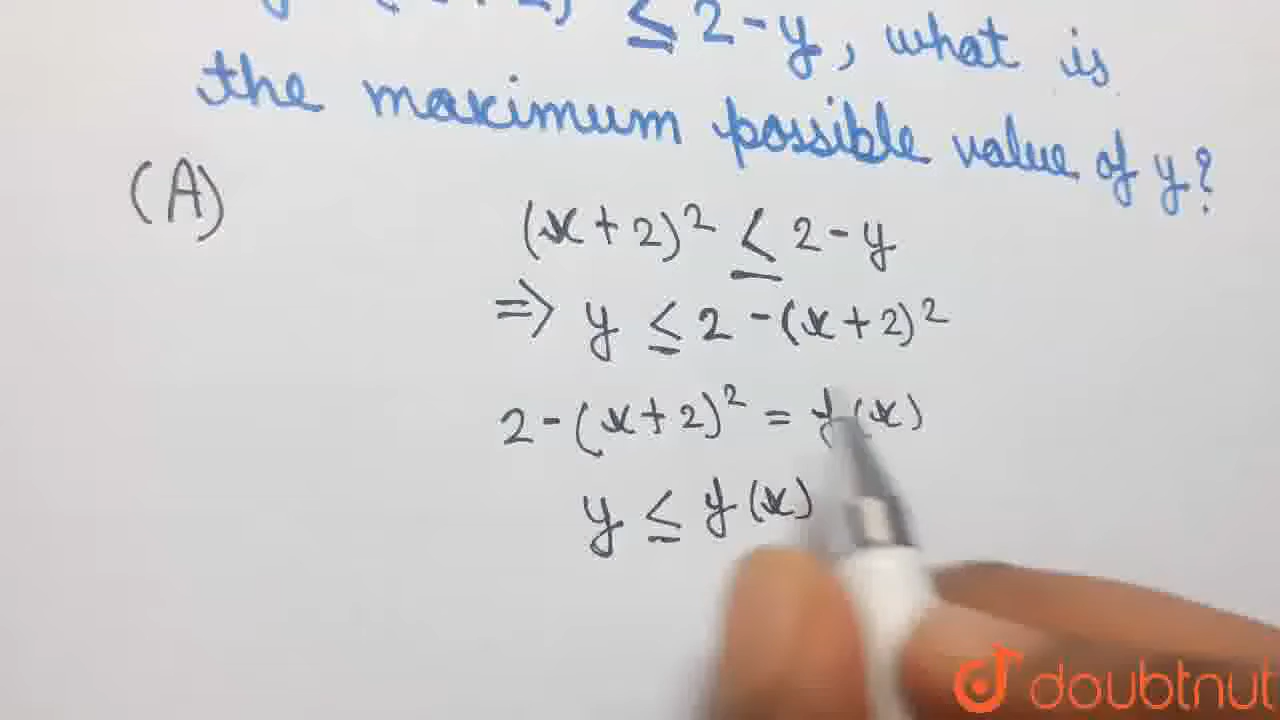 ≤ 2 - y, what is
the maximum possible value of y?
(A)
(x + 2)² ≤ 2 - y
=> y ≤ 2 - (x + 2)²
2 - (x + 2)² = f(x)
y ≤ f(x)
doubtnut